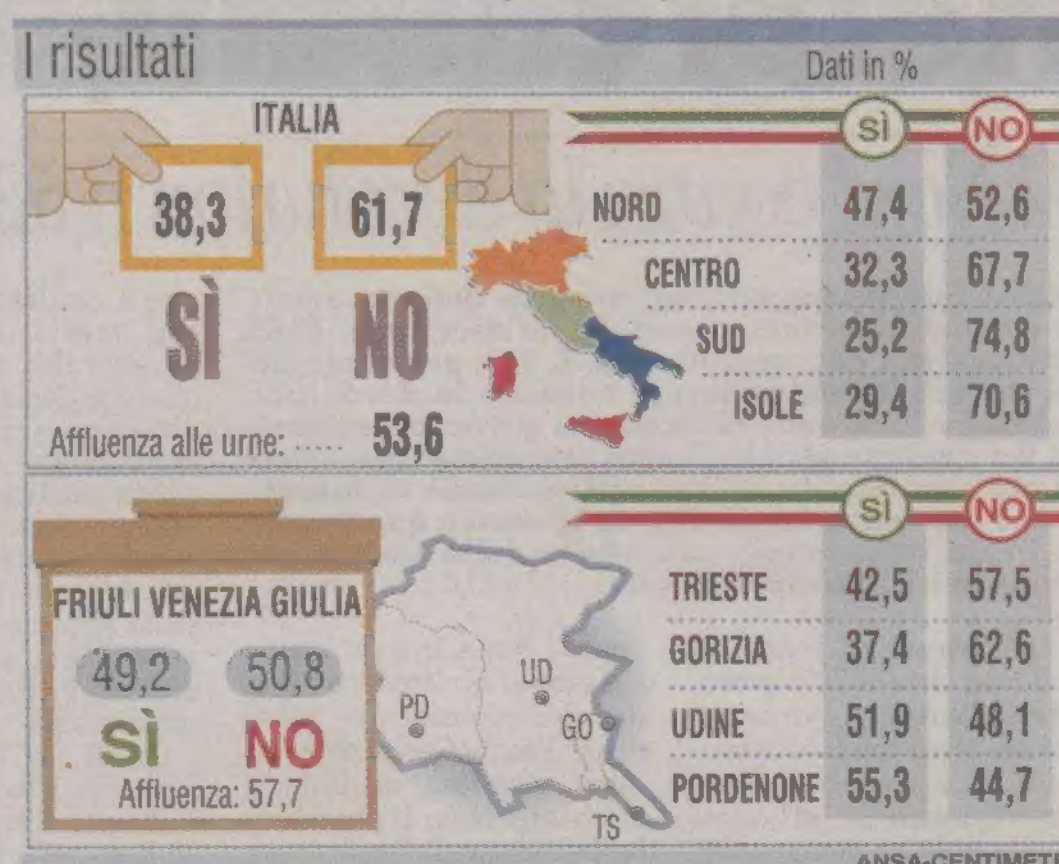 I risultati
Dati in %
ITALIA
38,3 61,7
SÌ NO
Affluenza alle urne: ..... 53,6
SÌ NO
NORD 47,4 52,6
CENTRO 32,3 67,7
SUD 25,2 74,8
ISOLE 29,4 70,6
FRIULI VENEZIA GIULIA
49,2 50,8
SÌ NO
Affluenza: 57,7
PD
UD
GO
TS
SÌ NO
TRIESTE 42,5 57,5
GORIZIA 37,4 62,6
UDINE 51,9 48,1
PORDENONE 55,3 44,7
ANSA-CENTIMET